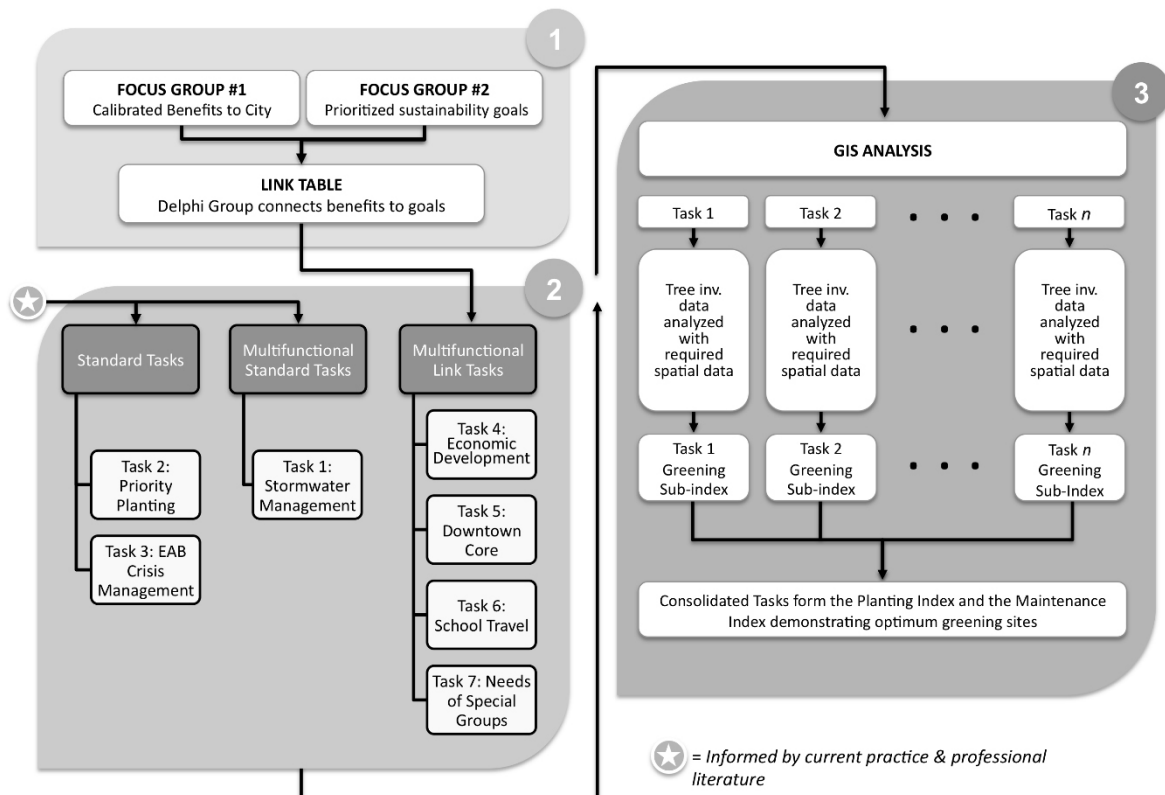 1
FOCUS GROUP #1
Calibrated Benefits to City
FOCUS GROUP #2
Prioritized sustainability goals
LINK TABLE
Delphi Group connects benefits to goals
2
Standard Tasks
Multifunctional
Standard Tasks
Multifunctional
Link Tasks
Task 2:
Priority
Planting
Task 3: EAB
Crisis
Management
Task 1:
Stormwater
Management
Task 4:
Economic
Development
Task 5:
Downtown
Core
Task 6:
School Travel
Task 7: Needs
of Special
Groups
3
GIS ANALYSIS
Task 1
Task 2
• • •
Task n
Tree inv.
data
analyzed
with
required
spatial data
Tree inv.
data
analyzed
with
required
spatial data
• • •
Tree inv.
data
analyzed
with
required
spatial data
Task 1
Greening
Sub-index
Task 2
Greening
Sub-index
• • •
Task n
Greening
Sub-Index
Consolidated Tasks form the Planting Index and the Maintenance
Index demonstrating optimum greening sites
= Informed by current practice & professional
literature